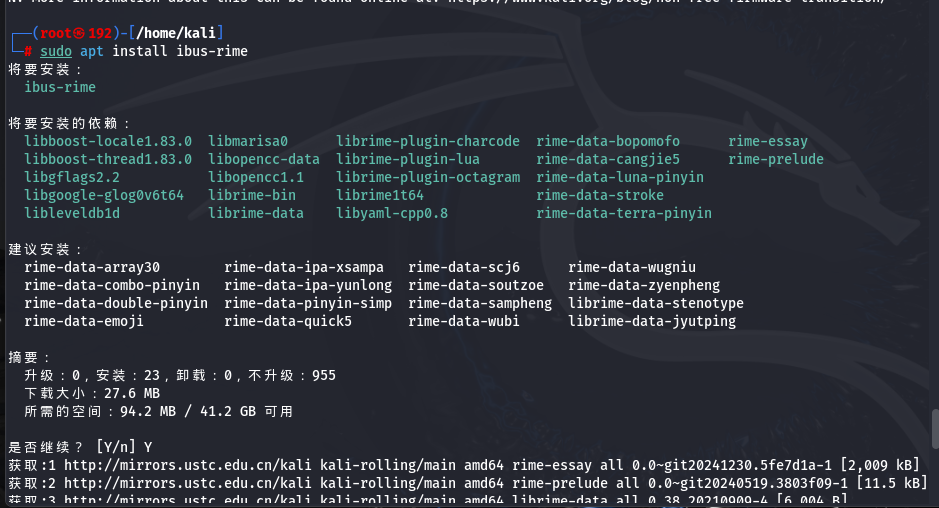 N: More information about this can be found online at: https://www.kali.org/blog/non-free-firmware-transition/
┌──(root㉿192)-[/home/kali]
└─# sudo apt install ibus-rime
将要安装：
ibus-rime
将要安装的依赖：
libboost-locale1.83.0 libmarisa0 librime-plugin-charcode rime-data-bopomofo rime-essay
libboost-thread1.83.0 libopencc-data librime-plugin-lua rime-data-cangjie5 rime-prelude
libgflags2.2 libopencc1.1 librime-plugin-octagram rime-data-luna-pinyin
libgoogle-glog0v6t64 librime-bin librime1t64 rime-data-stroke
libleveldb1d librime-data libyaml-cpp0.8 rime-data-terra-pinyin
建议安装：
rime-data-array30 rime-data-ipa-xsampa rime-data-scj6 rime-data-wugniu
rime-data-combo-pinyin rime-data-ipa-yunlong rime-data-soutzoe rime-data-zyenpheng
rime-data-double-pinyin rime-data-pinyin-simp rime-data-sampheng librime-data-stenotype
rime-data-emoji rime-data-quick5 rime-data-wubi librime-data-jyutping
摘要：
升级：0，安装：23，卸载：0，不升级：955
下载大小：27.6 MB
所需的空间：94.2 MB / 41.2 GB 可用
是否继续？ [Y/n] Y
获取:1 http://mirrors.ustc.edu.cn/kali kali-rolling/main amd64 rime-essay all 0.0~git20241230.5fe7d1a-1 [2,009 kB]
获取:2 http://mirrors.ustc.edu.cn/kali kali-rolling/main amd64 rime-prelude all 0.0~git20240519.3803f09-1 [11.5 kB]
获取:3 http://mirrors.ustc.edu.cn/kali kali-rolling/main amd64 librime-data all 0.38.20210909-4 [6,004 B]